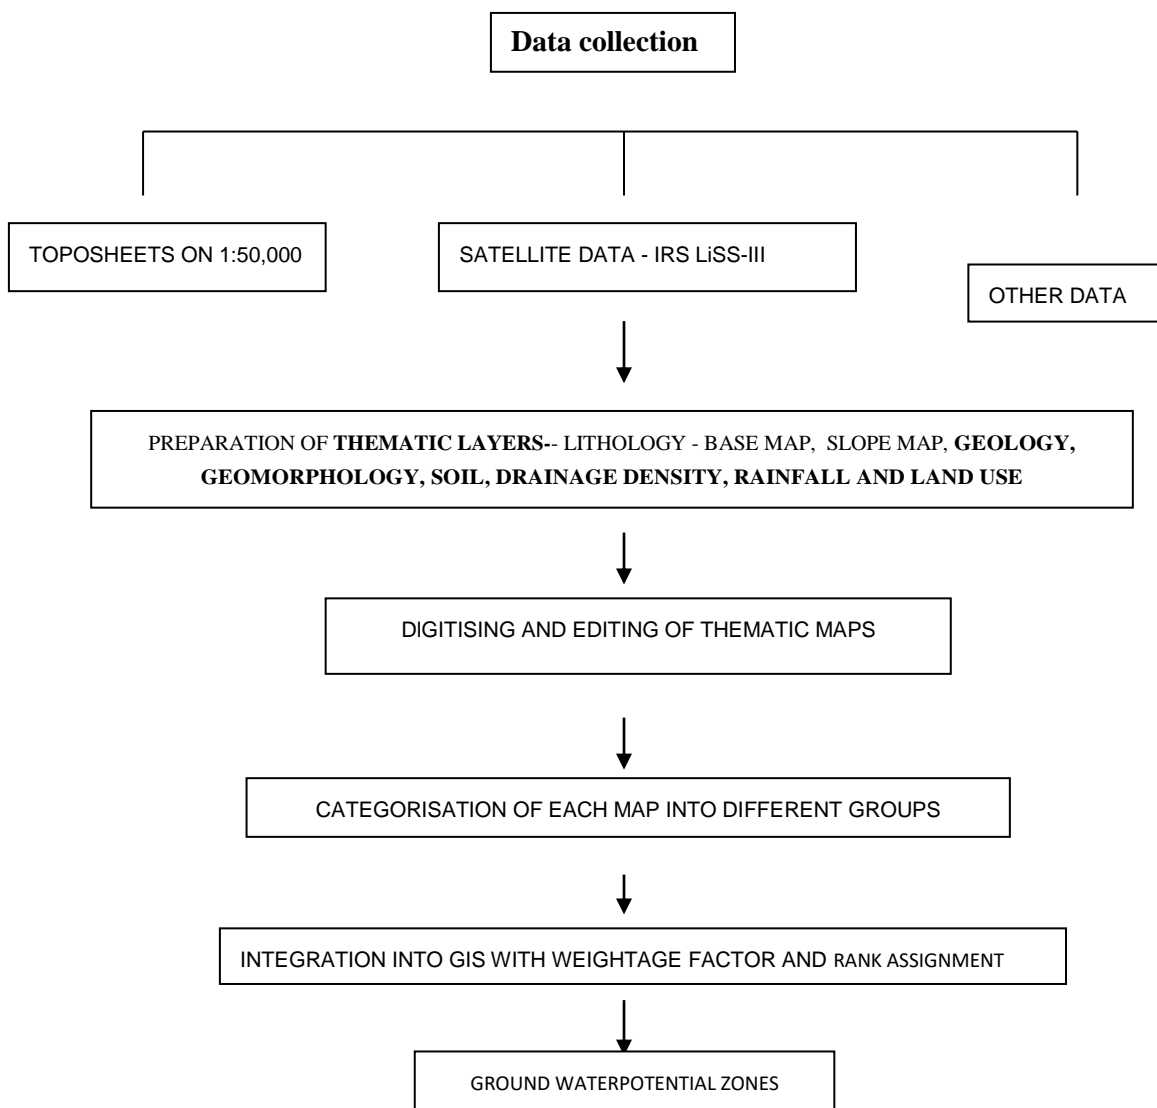 Data collection
TOPOSHEETS ON 1:50,000
SATELLITE DATA - IRS LiSS-III
OTHER DATA
PREPARATION OF THEMATIC LAYERS-- LITHOLOGY - BASE MAP, SLOPE MAP, GEOLOGY,
GEOMORPHOLOGY, SOIL, DRAINAGE DENSITY, RAINFALL AND LAND USE
DIGITISING AND EDITING OF THEMATIC MAPS
CATEGORISATION OF EACH MAP INTO DIFFERENT GROUPS
INTEGRATION INTO GIS WITH WEIGHTAGE FACTOR AND RANK ASSIGNMENT
GROUND WATERPOTENTIAL ZONES